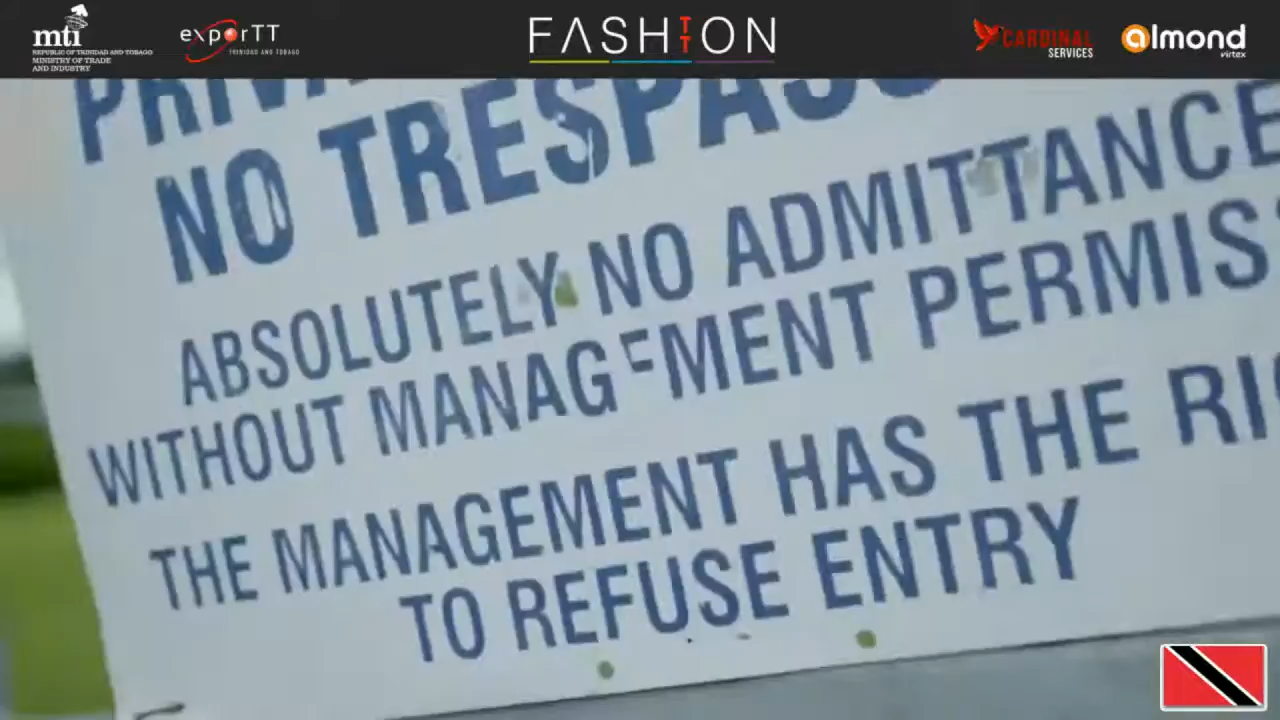 mti
REPUBLIC OF TRINIDAD AND TOBAGO
MINISTRY OF TRADE
AND INDUSTRY
exporTT
TRINIDAD AND TOBAGO
FASHION
TT
CARDINAL
SERVICES
almond
virtex
PRIVA
NO TRESPASS
ABSOLUTELY NO ADMITTANCE
WITHOUT MANAGEMENT PERMIS
THE MANAGEMENT HAS THE RIG
TO REFUSE ENTRY